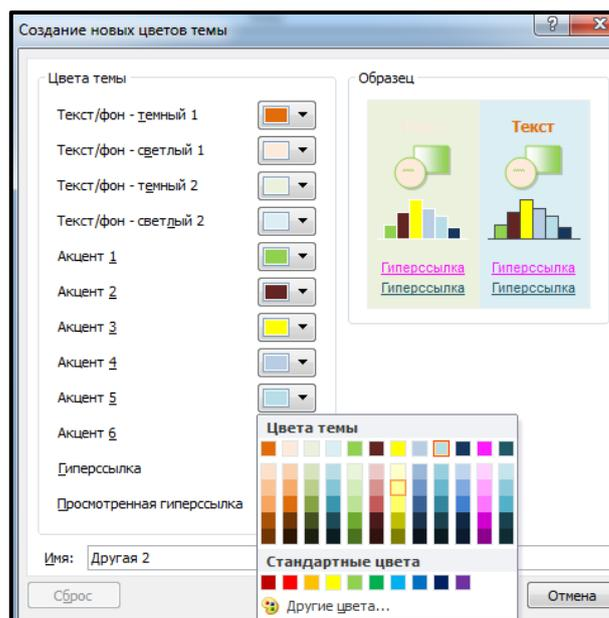 Создание новых цветов темы
Цвета темы
Текст/фон - темный 1
Текст/фон - светлый 1
Текст/фон - темный 2
Текст/фон - светлый 2
Акцент 1
Акцент 2
Акцент 3
Акцент 4
Акцент 5
Акцент 6
Гиперссылка
Просмотренная гиперссылка
Образец
Текст
Гиперссылка Гиперссылка
Гиперссылка Гиперссылка
Цвета темы
Стандартные цвета
Другие цвета...
Имя: Другая 2
Сброс
Отмена